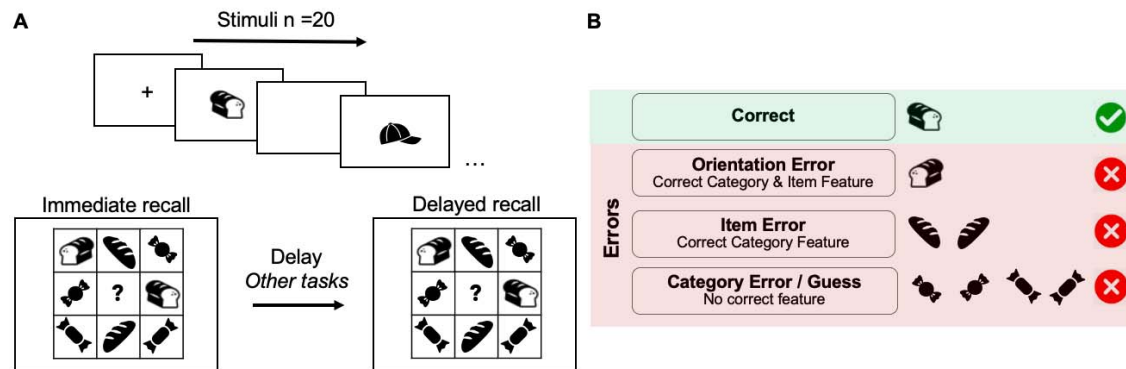 A
Stimuli n =20
+
...
Immediate recall
?
Delay
Other tasks
Delayed recall
?
B
Correct
Errors
Orientation Error
Correct Category & Item Feature
Item Error
Correct Category Feature
Category Error / Guess
No correct feature